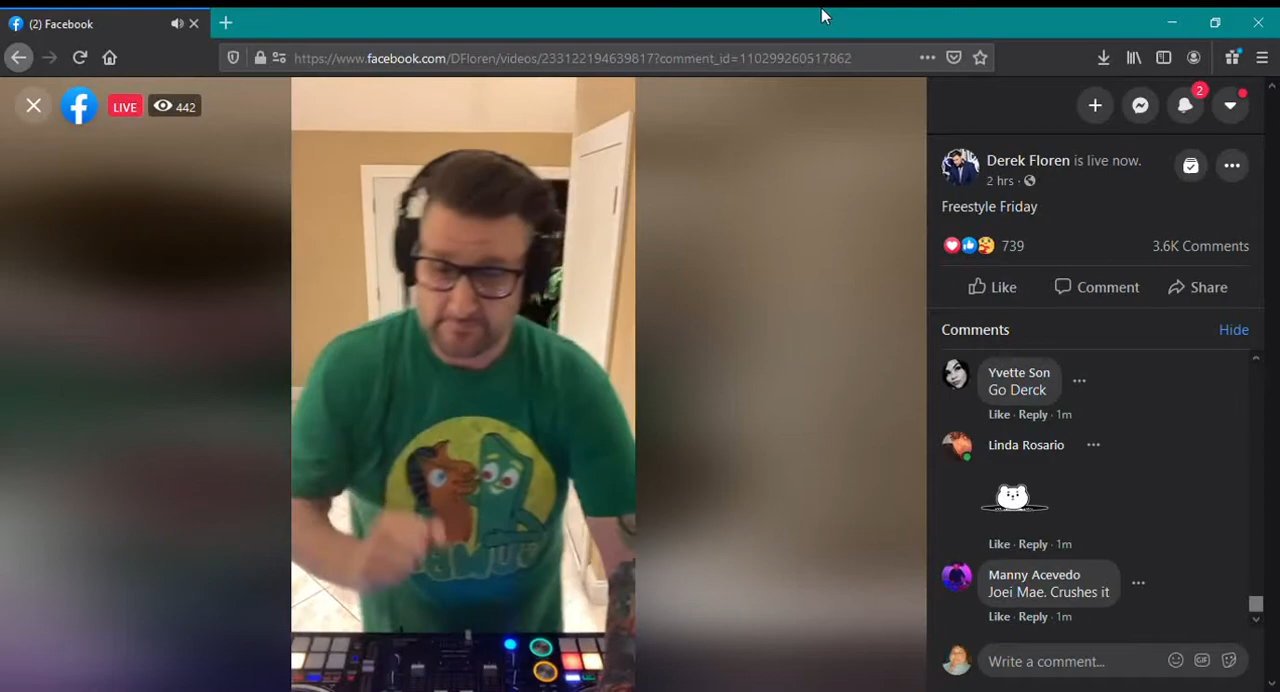 (2) Facebook
https://www.facebook.com/DFloren/videos/233122194639817?comment_id=110299260517862
LIVE
442
2
Derek Floren is live now.
2 hrs ·
Freestyle Friday
739
3.6K Comments
Like
Comment
Share
Comments
Hide
Yvette Son
Go Derck
Like · Reply · 1m
Linda Rosario
Like · Reply · 1m
Manny Acevedo
Joei Mae. Crushes it
Like · Reply · 1m
Write a comment...
GIF